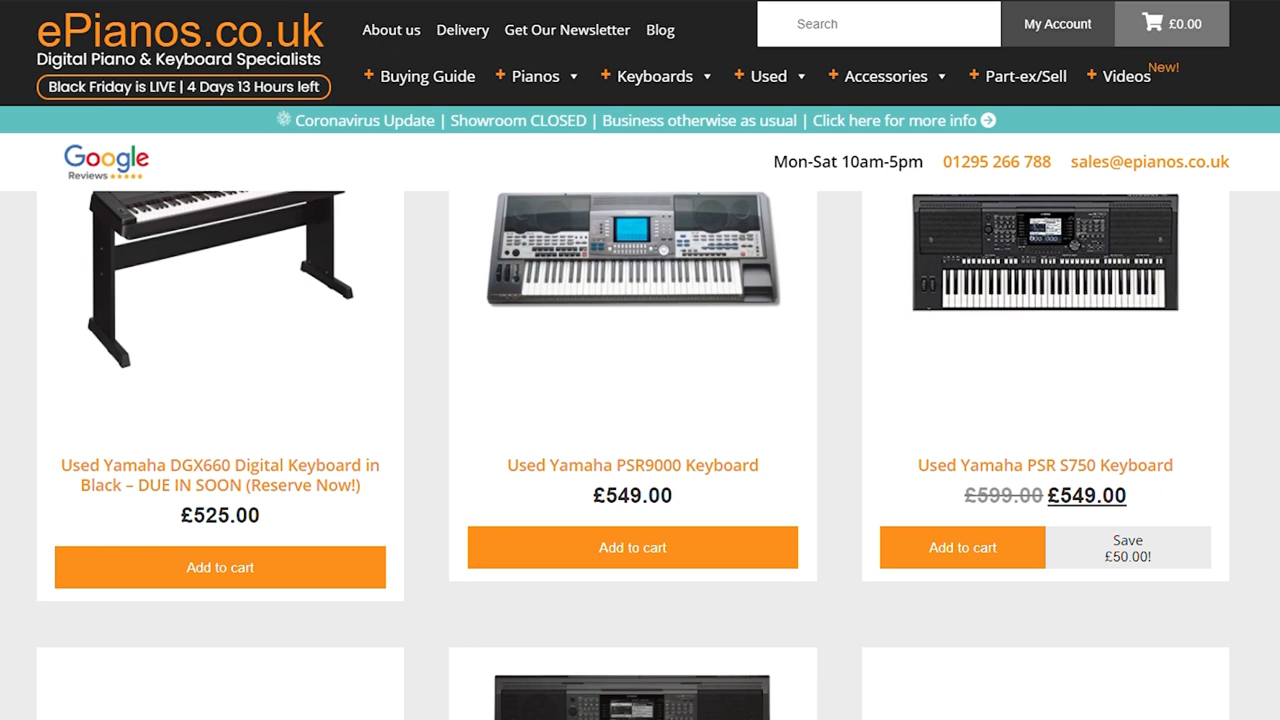 ePianos.co.uk
Digital Piano & Keyboard Specialists
Black Friday is LIVE | 4 Days 13 Hours left
About us Delivery Get Our Newsletter Blog
Search
My Account
£0.00
+ Buying Guide + Pianos + Keyboards + Used + Accessories + Part-ex/Sell + Videos New!
Coronavirus Update | Showroom CLOSED | Business otherwise as usual | Click here for more info
Google
Reviews
Mon-Sat 10am-5pm 01295 266 788 sales@epianos.co.uk
Used Yamaha DGX660 Digital Keyboard in
Black – DUE IN SOON (Reserve Now!)
£525.00
Add to cart
Used Yamaha PSR9000 Keyboard
£549.00
Add to cart
Used Yamaha PSR S750 Keyboard
£599.00 £549.00
Add to cart
Save
£50.00!